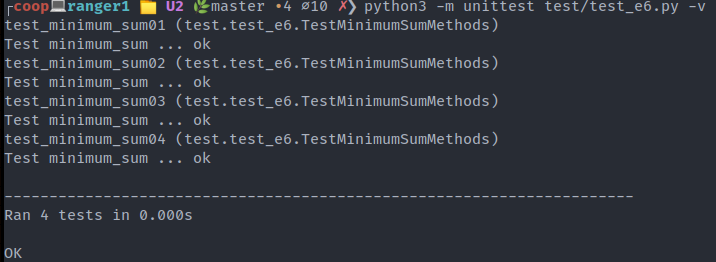 ┌coop💻ranger1 📁 U2 🌿master •4 ⌀10 ✗❯ python3 -m unittest test/test_e6.py -v
test_minimum_sum01 (test.test_e6.TestMinimumSumMethods)
Test minimum_sum ... ok
test_minimum_sum02 (test.test_e6.TestMinimumSumMethods)
Test minimum_sum ... ok
test_minimum_sum03 (test.test_e6.TestMinimumSumMethods)
Test minimum_sum ... ok
test_minimum_sum04 (test.test_e6.TestMinimumSumMethods)
Test minimum_sum ... ok
----------------------------------------------------------------------
Ran 4 tests in 0.000s
OK